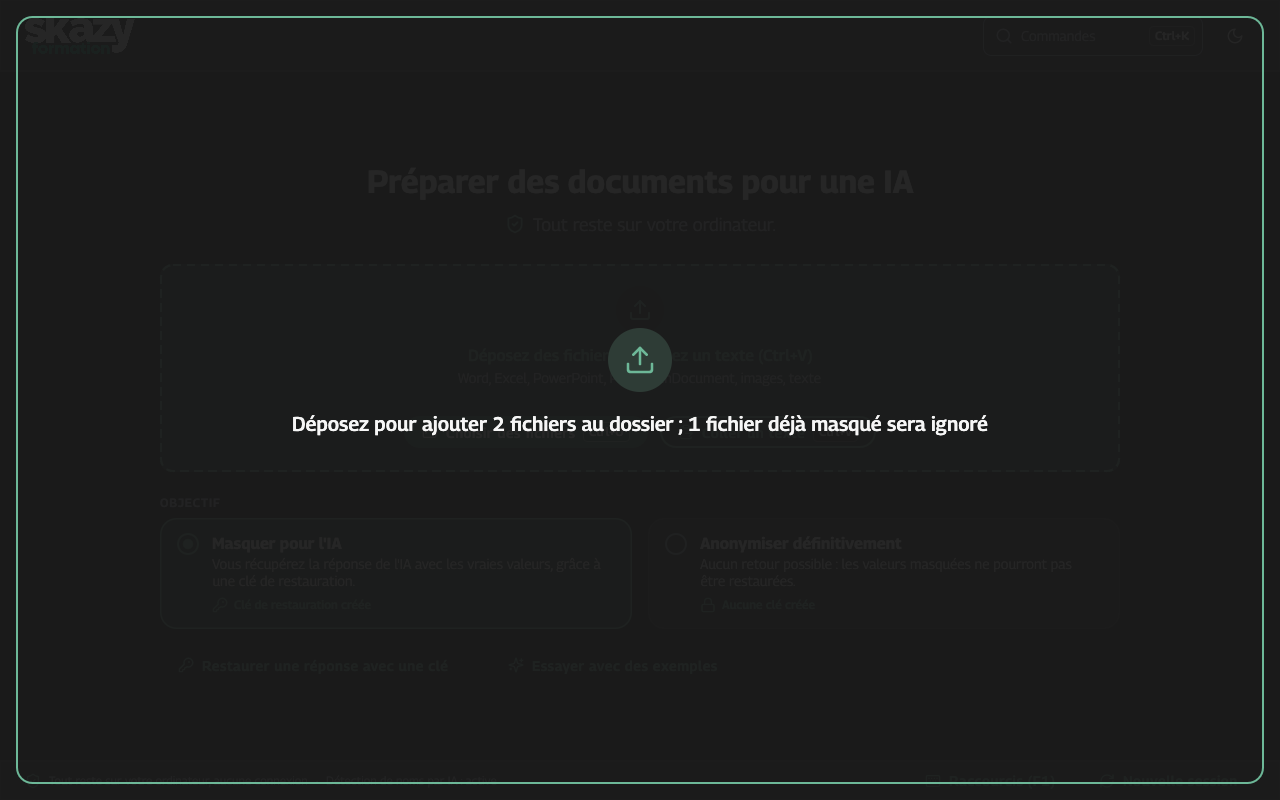 skazy
formation
Commandes
Ctrl+K
Préparer des documents pour une IA
Tout reste sur votre ordinateur.
Déposez pour ajouter 2 fichiers au dossier ; 1 fichier déjà masqué sera ignoré
OBJECTIF
Masquer pour l'IA
Vous récupérez la réponse de l'IA avec les vraies valeurs, grâce à
une clé de restauration.
Clé de restauration créée
Anonymiser définitivement
Aucun retour possible : les valeurs masquées ne pourront pas
être restaurées.
Aucune clé créée
Restaurer une réponse avec une clé
Essayer avec des exemples